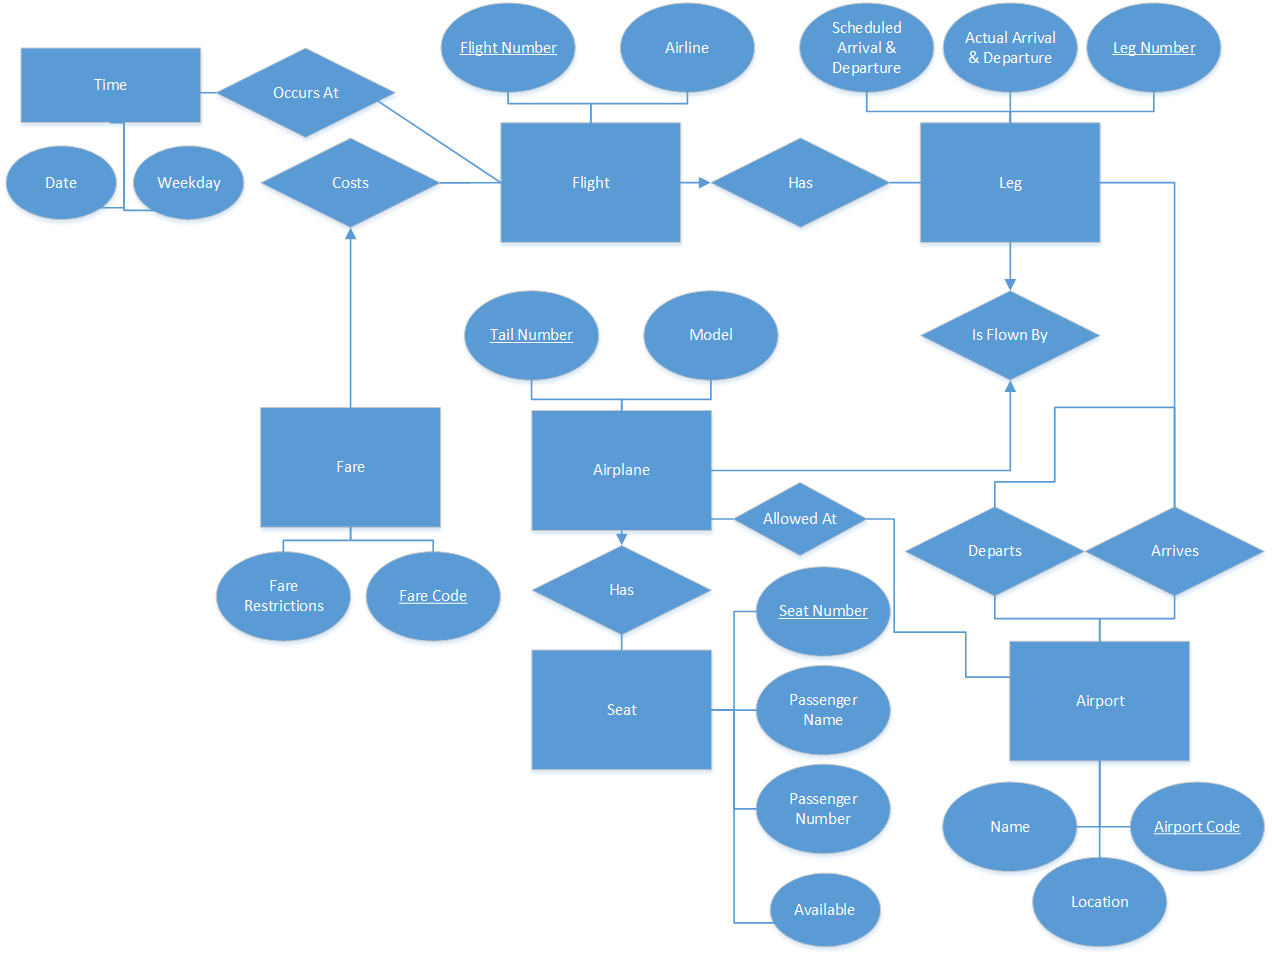 Flight Number
Airline
Scheduled
Arrival &
Departure
Actual Arrival
& Departure
Leg Number
Time
Occurs At
Date
Weekday
Costs
Flight
Has
Leg
Tail Number
Model
Is Flown By
Fare
Airplane
Allowed At
Departs
Arrives
Fare
Restrictions
Fare Code
Has
Seat Number
Seat
Passenger
Name
Airport
Passenger
Number
Name
Airport Code
Available
Location